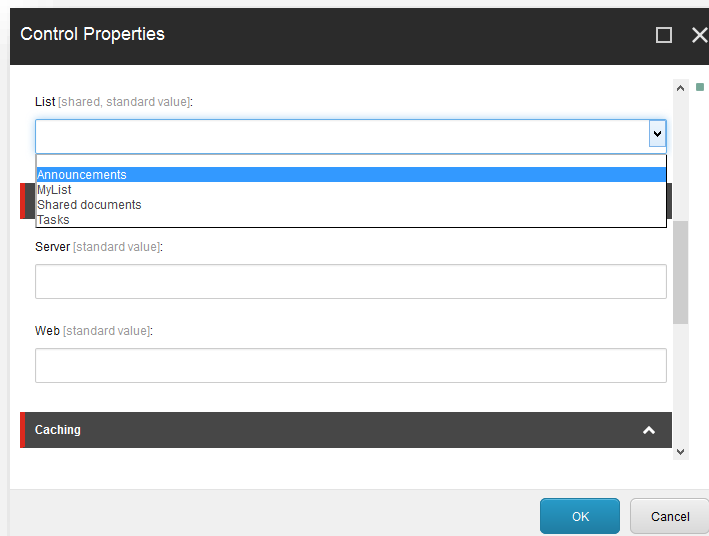 Control Properties
List [shared, standard value]:
Announcements
MyList
Shared documents
Tasks
Server [standard value]:
Web [standard value]:
Caching
OK
Cancel